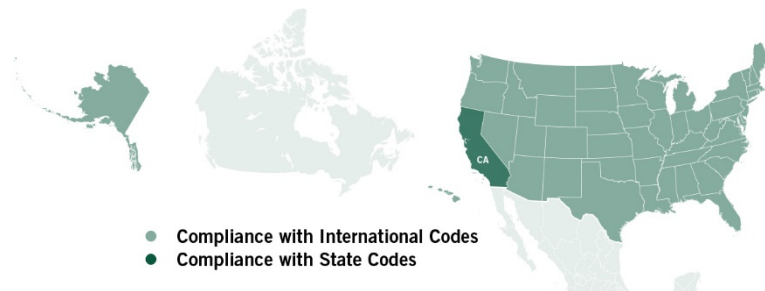 CA
Compliance with International Codes
Compliance with State Codes